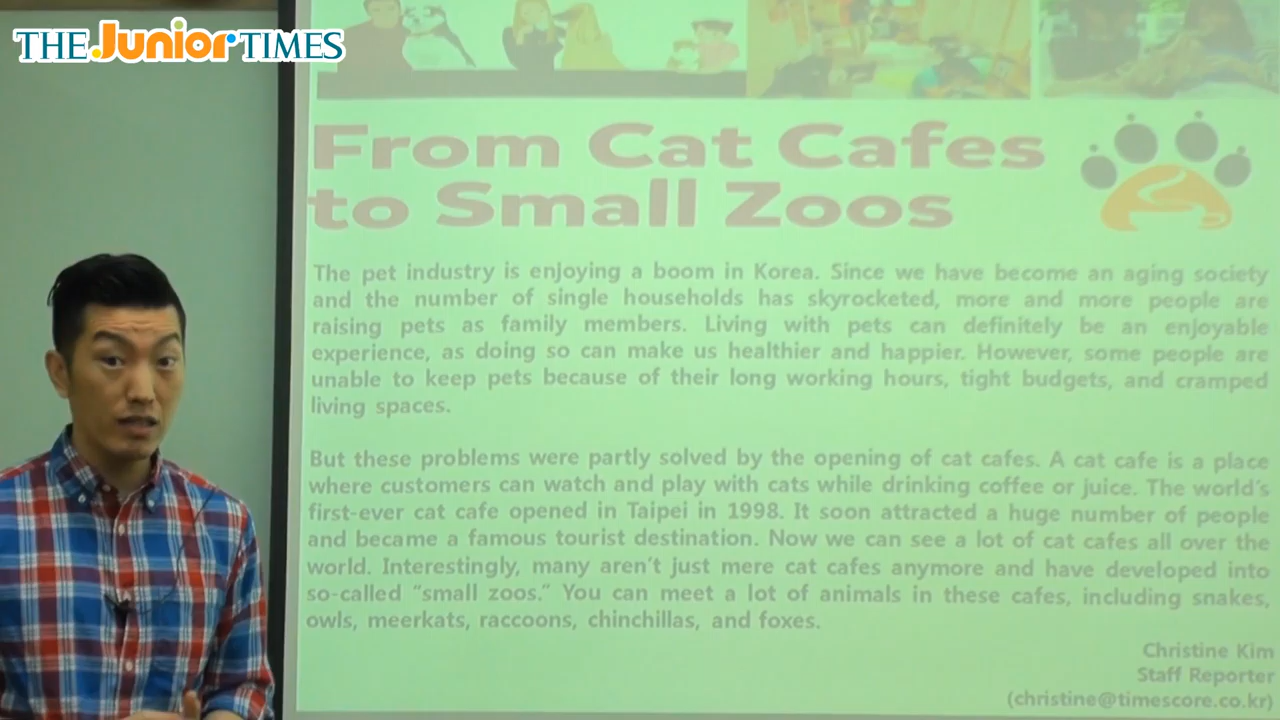 THE Junior TIMES
From Cat Cafes
to Small Zoos
The pet industry is enjoying a boom in Korea. Since we have become an aging society
and the number of single households has skyrocketed, more and more people are
raising pets as family members. Living with pets can definitely be an enjoyable
experience, as doing so can make us healthier and happier. However, some people are
unable to keep pets because of their long working hours, tight budgets, and cramped
living spaces.
But these problems were partly solved by the opening of cat cafes. A cat cafe is a place
where customers can watch and play with cats while drinking coffee or juice. The world's
first-ever cat cafe opened in Taipei in 1998. It soon attracted a huge number of people
and became a famous tourist destination. Now we can see a lot of cat cafes all over the
world. Interestingly, many aren't just mere cat cafes anymore and have developed into
so-called "small zoos." You can meet a lot of animals in these cafes, including snakes,
owls, meerkats, raccoons, chinchillas, and foxes.
Christine Kim
Staff Reporter
(christine@timescore.co.kr)